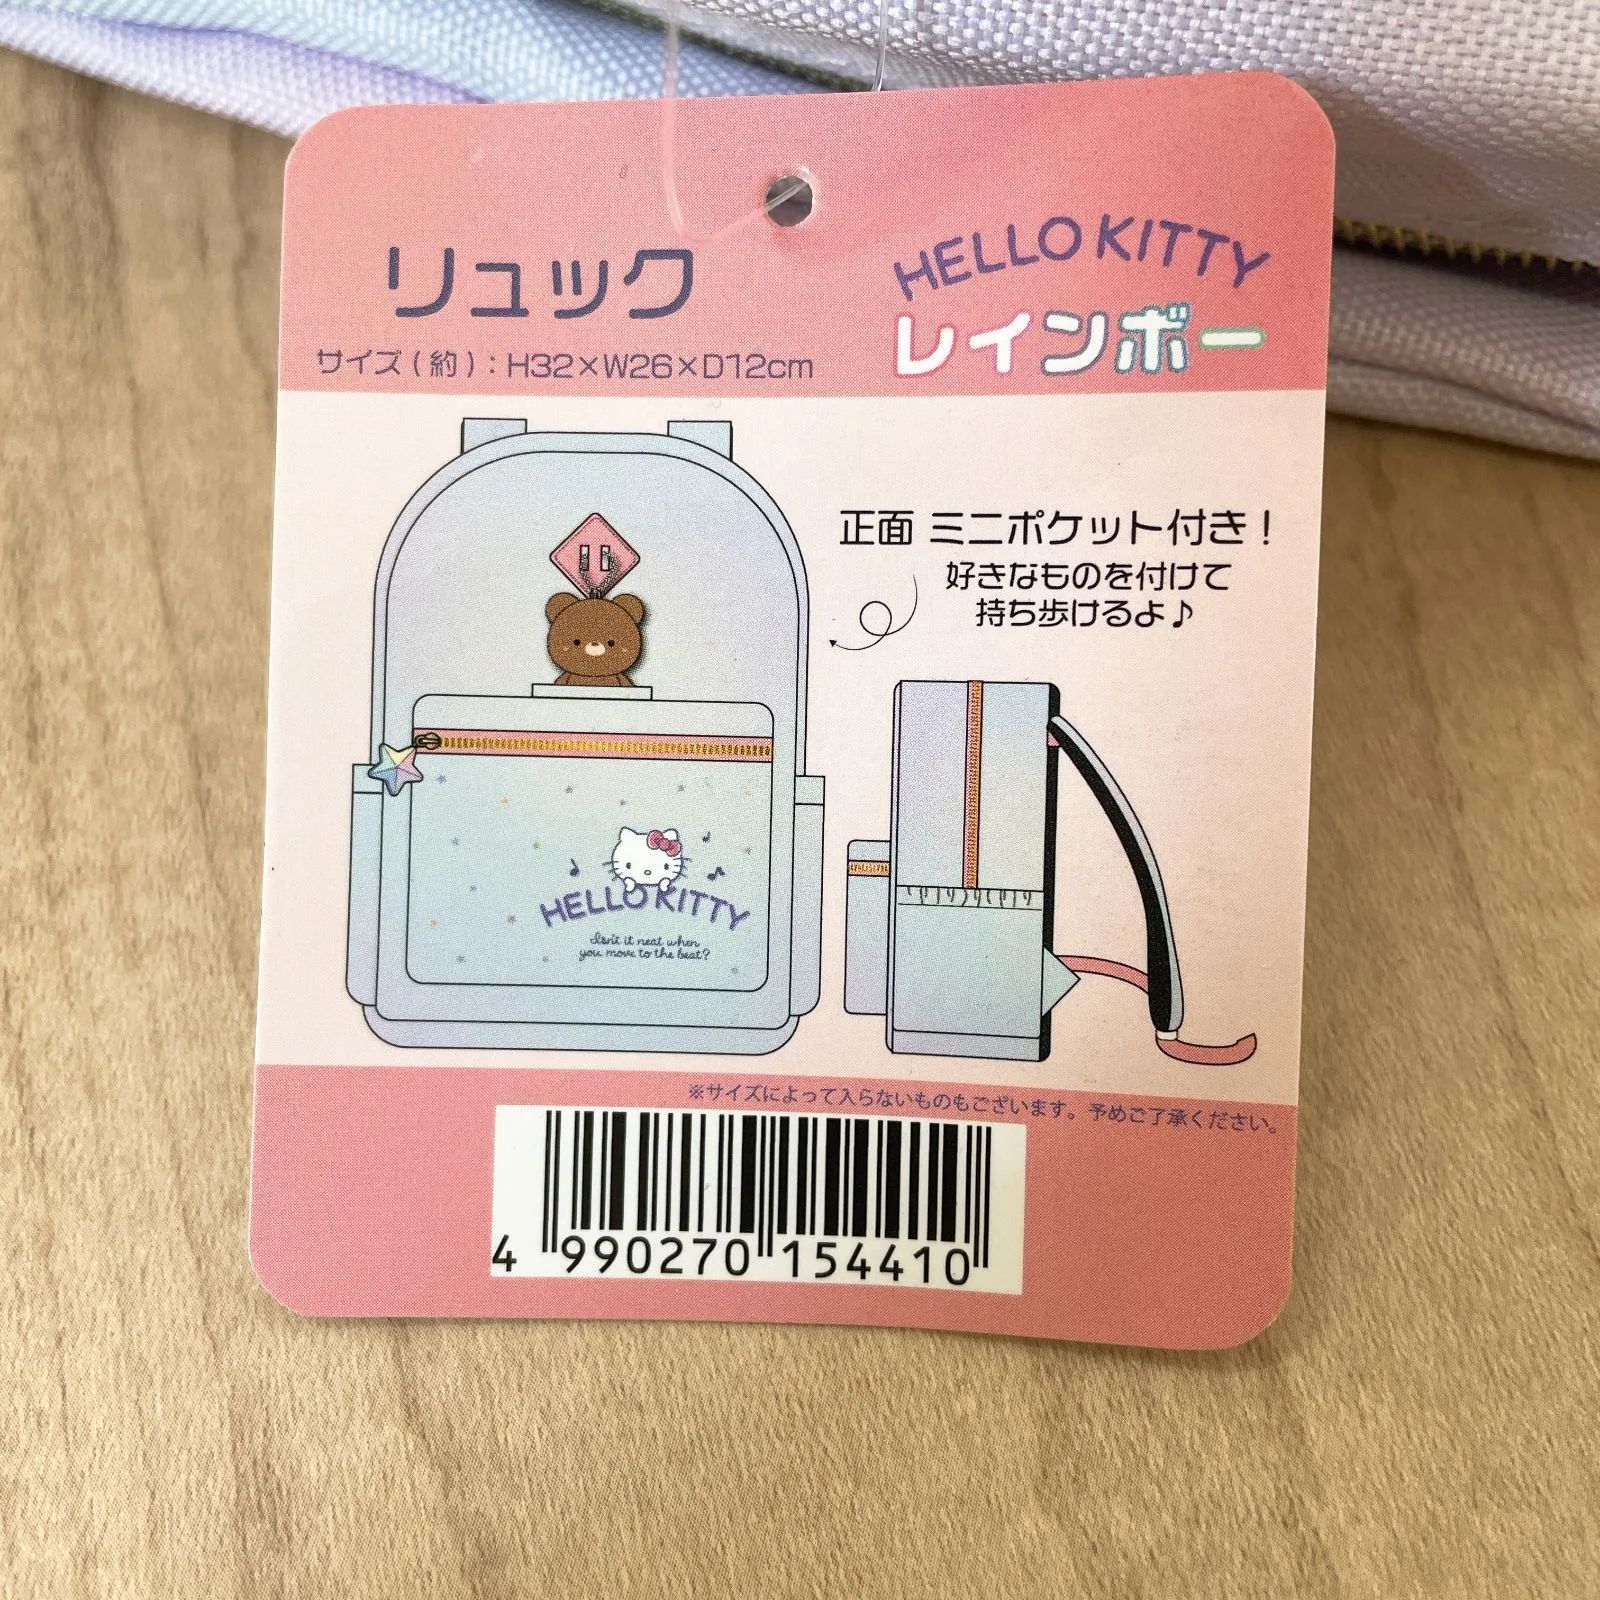 リュック
サイズ(約):H32×W26×D12cm
HELLO KITTY
レインボー
正面 ミニポケット付き!
好きなものを付けて
持ち歩けるよ♪
HELLO KITTY
Isn't it neat when
you move to the beat?
※サイズによって入らないものもございます。予めご了承ください。
4 990270 154410